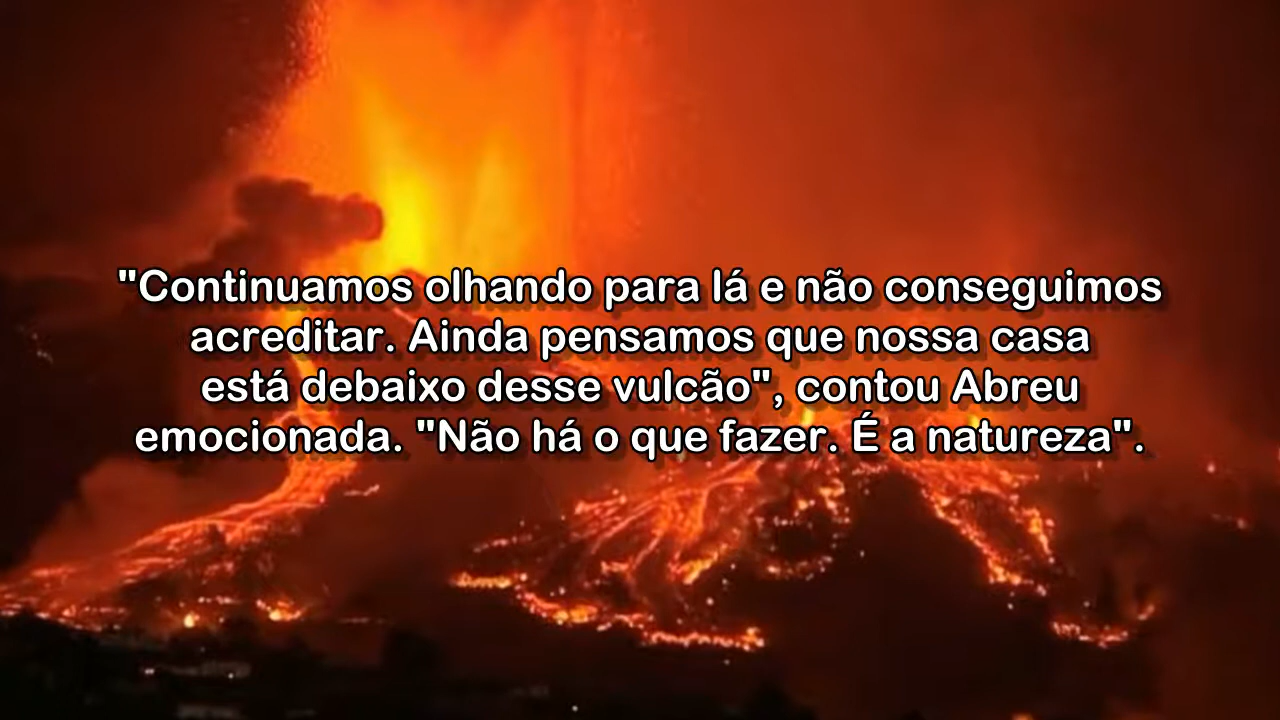 "Continuamos olhando para lá e não conseguimos
acreditar. Ainda pensamos que nossa casa
está debaixo desse vulcão", contou Abreu
emocionada. "Não há o que fazer. É a natureza".